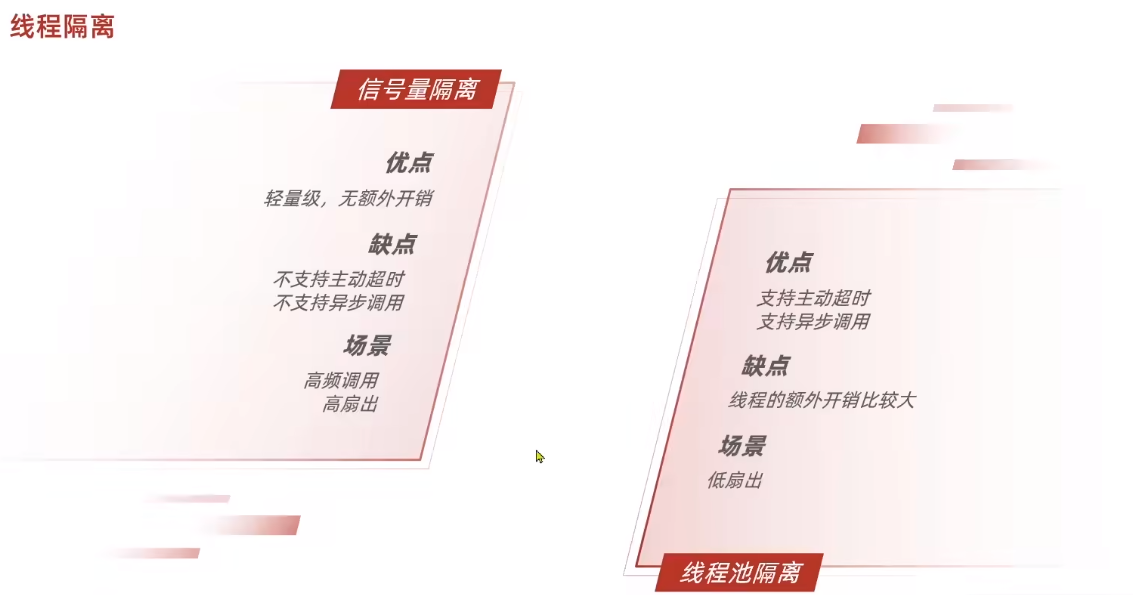 线程隔离
信号量隔离
优点
轻量级，无额外开销
缺点
不支持主动超时
不支持异步调用
场景
高频调用
高扇出
优点
支持主动超时
支持异步调用
缺点
线程的额外开销比较大
场景
低扇出
线程池隔离